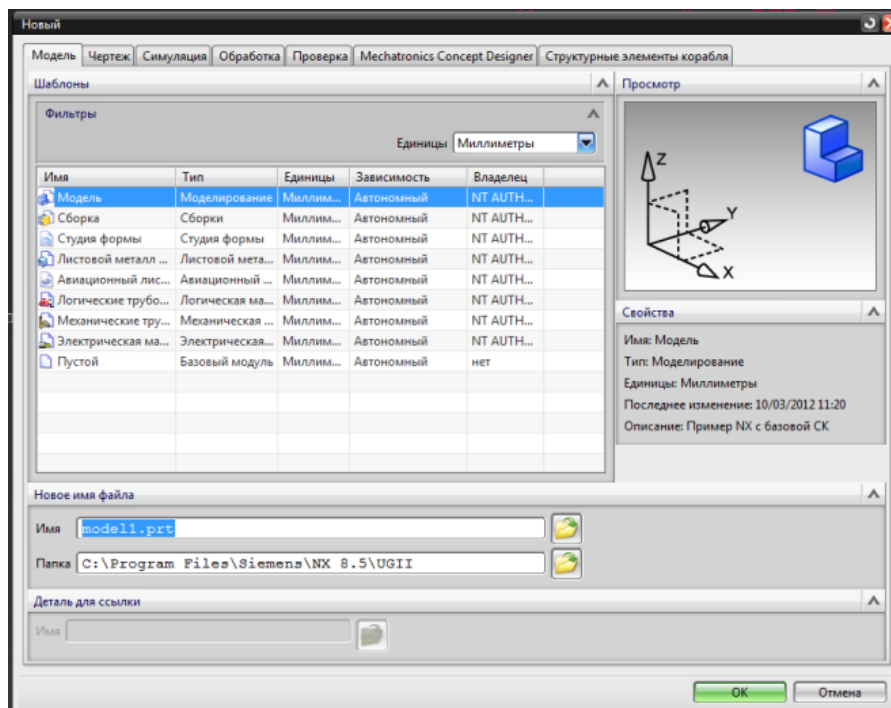 Новый
Модель Чертеж Симуляция Обработка Проверка Mechatronics Concept Designer Структурные элементы корабля
Шаблоны
Фильтры
Единицы Миллиметры
Имя Тип Единицы Зависимость Владелец
Модель Моделирование Миллим... Автономный NT AUTH...
Сборка Сборки Миллим... Автономный NT AUTH...
Студия формы Студия формы Миллим... Автономный NT AUTH...
Листовой металл ... Листовой мета... Миллим... Автономный NT AUTH...
Авиационный лис... Авиационный ... Миллим... Автономный NT AUTH...
Логические трубо... Логическая ма... Миллим... Автономный NT AUTH...
Механические тру... Механическая ... Миллим... Автономный NT AUTH...
Электрическая ма... Электрическая... Миллим... Автономный NT AUTH...
Пустой Базовый модуль Миллим... Автономный нет
Просмотр
Z
Y
X
Свойства
Имя: Модель
Тип: Моделирование
Единицы: Миллиметры
Последнее изменение: 10/03/2012 11:20
Описание: Пример NX с базовой СК
Новое имя файла
Имя model1.prt
Папка C:\Program Files\Siemens\NX 8.5\UGII
Деталь для ссылки
Имя
OK Отмена